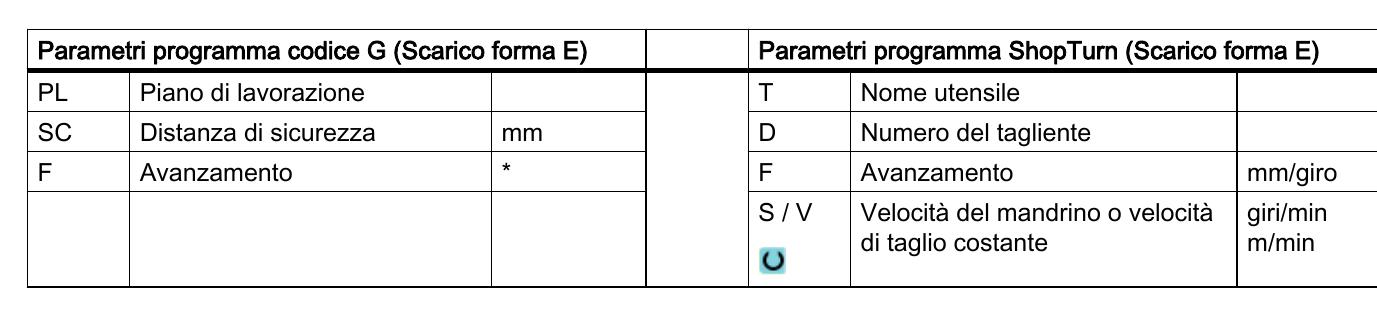 Parametri programma codice G (Scarico forma E) Parametri programma ShopTurn (Scarico forma E)
PL Piano di lavorazione T Nome utensile
SC Distanza di sicurezza mm D Numero del tagliente
F Avanzamento * F Avanzamento mm/giro
S / V Velocità del mandrino o velocità giri/min
di taglio costante m/min